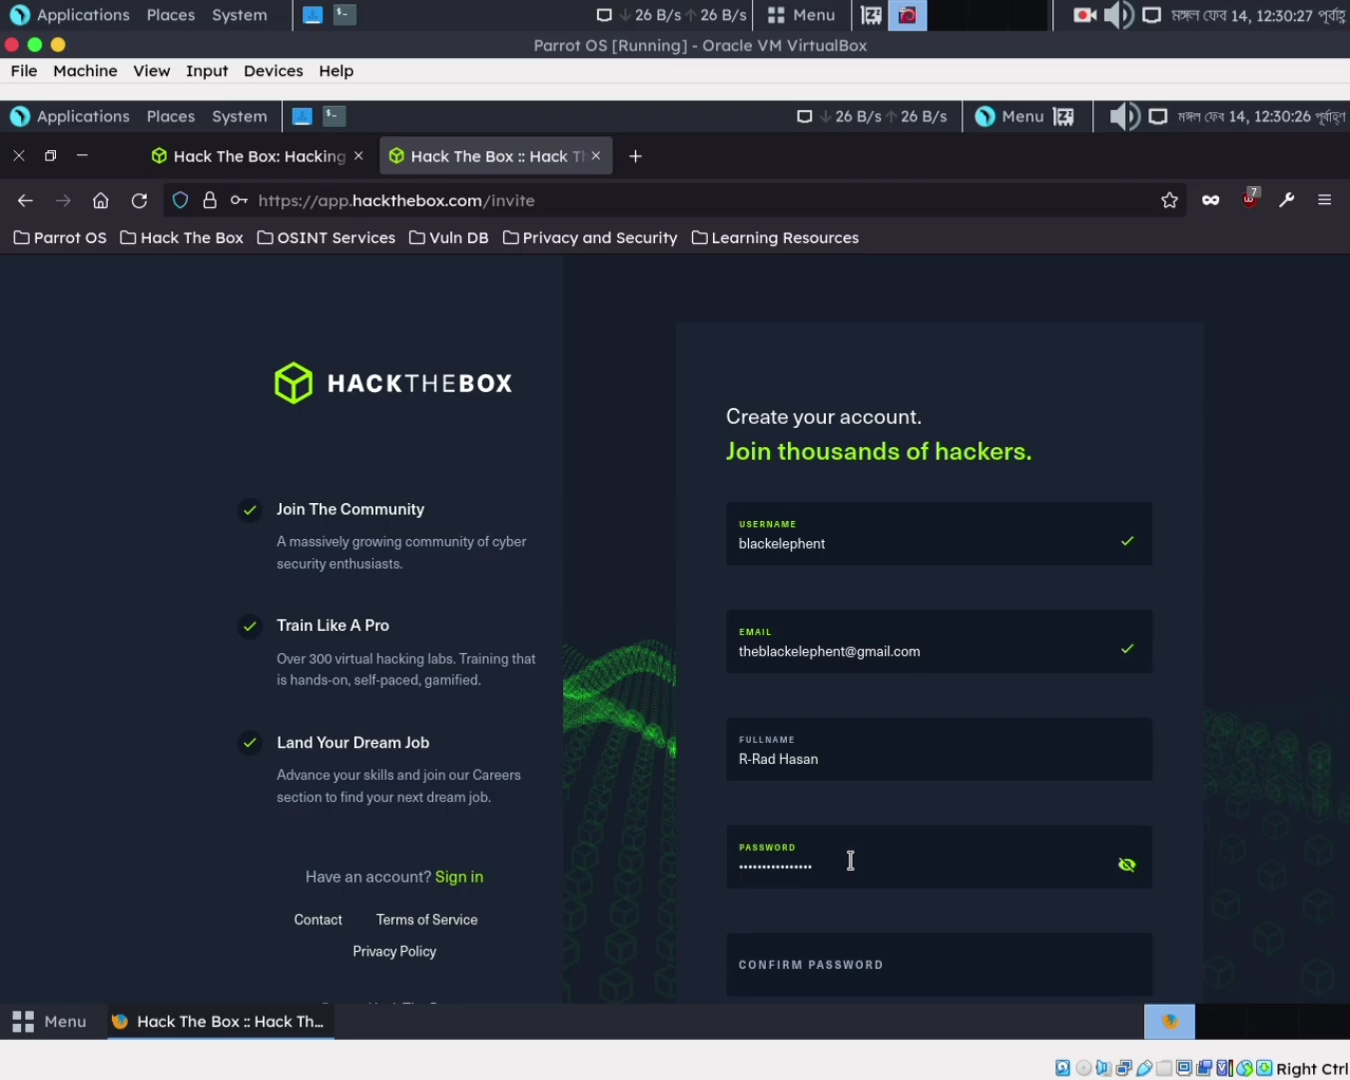 Applications Places System 26 B/s 26 B/s Menu মঙ্গল ফেব 14, 12:30:27 পূর্বাহ্
Parrot OS [Running] - Oracle VM VirtualBox
File Machine View Input Devices Help
Applications Places System 26 B/s 26 B/s Menu মঙ্গল ফেব 14, 12:30:26 পূর্বাহ্ণ
Hack The Box: Hacking Hack The Box :: Hack Th
https://app.hackthebox.com/invite 7
Parrot OS Hack The Box OSINT Services Vuln DB Privacy and Security Learning Resources
HACKTHEBOX
Join The Community
A massively growing community of cyber
security enthusiasts.
Train Like A Pro
Over 300 virtual hacking labs. Training that
is hands-on, self-paced, gamified.
Land Your Dream Job
Advance your skills and join our Careers
section to find your next dream job.
Have an account? Sign in
Contact Terms of Service
Privacy Policy
Create your account.
Join thousands of hackers.
USERNAME
blackelephent
EMAIL
theblackelephent@gmail.com
FULLNAME
R-Rad Hasan
PASSWORD
••••••••••••••••
CONFIRM PASSWORD
Menu Hack The Box :: Hack Th...
Right Ctrl